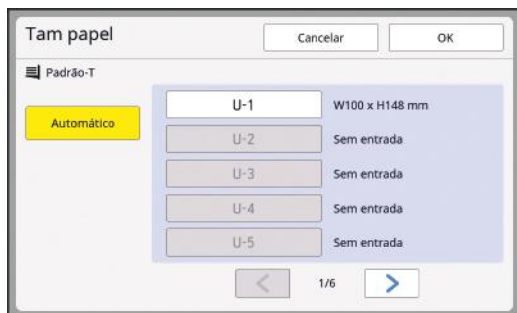 Tam papel
Cancelar
OK
Padrão-T
Automático
U-1 W100 x H148 mm
U-2 Sem entrada
U-3 Sem entrada
U-4 Sem entrada
U-5 Sem entrada
< 1/6 >